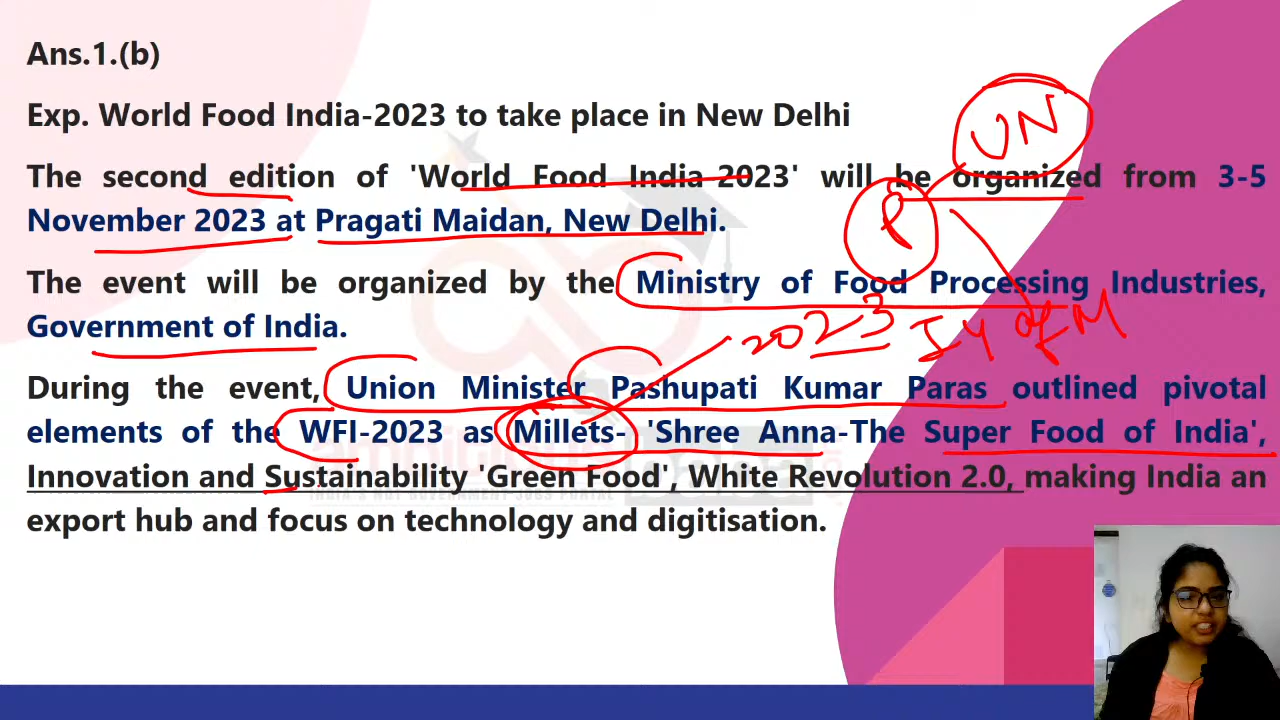 Ans.1.(b)
Exp. World Food India-2023 to take place in New Delhi
The second edition of 'World Food India 2023' will be organized from 3-5
November 2023 at Pragati Maidan, New Delhi.
The event will be organized by the Ministry of Food Processing Industries,
Government of India.
During the event, Union Minister Pashupati Kumar Paras outlined pivotal
elements of the WFI-2023 as Millets- 'Shree Anna-The Super Food of India',
Innovation and Sustainability 'Green Food', White Revolution 2.0, making India an
export hub and focus on technology and digitisation.
UN
P
2023 IY of M